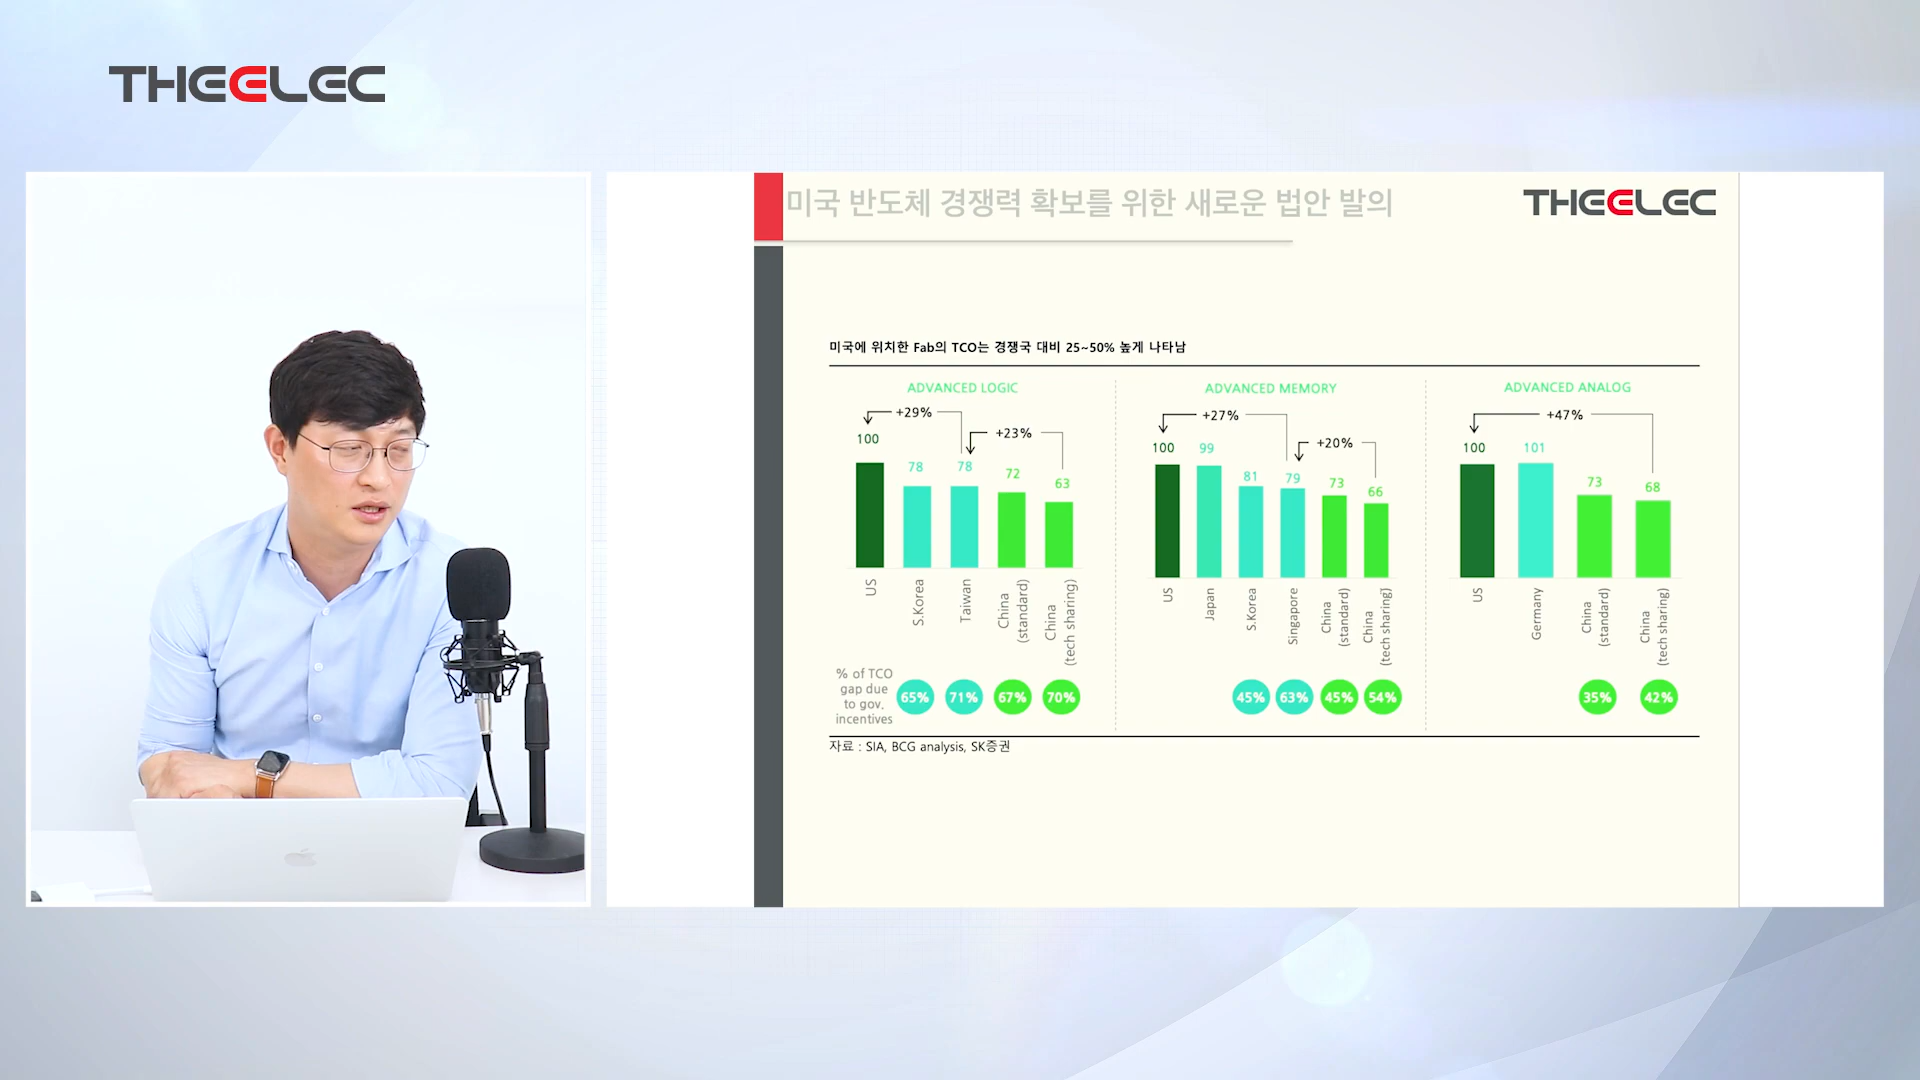 THEELEC
미국 반도체 경쟁력 확보를 위한 새로운 법안 발의
THEELEC
미국에 위치한 Fab의 TCO는 경쟁국 대비 25~50% 높게 나타남
ADVANCED LOGIC
+29%
+23%
100
78
78
72
63
US
S.Korea
Taiwan
China
(standard)
China
(tech sharing)
% of TCO
gap due
to gov.
incentives
65%
71%
67%
70%
ADVANCED MEMORY
+27%
+20%
100
99
81
79
73
66
US
Japan
S.Korea
Singapore
China
(standard)
China
(tech sharing)
45%
63%
45%
54%
ADVANCED ANALOG
+47%
100
101
73
68
US
Germany
China
(standard)
China
(tech sharing)
35%
42%
자료 : SIA, BCG analysis, SK증권